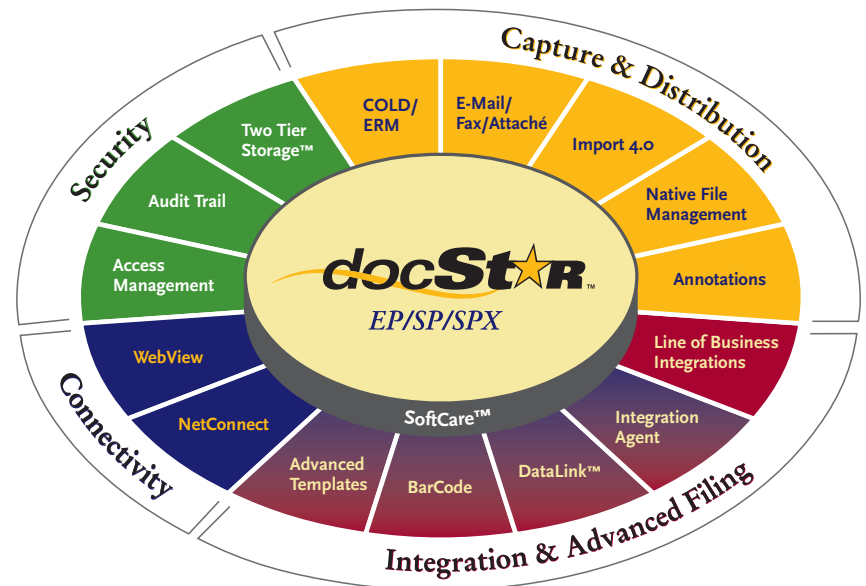 Capture & Distribution
Security
COLD/
ERM
E-Mail/
Fax/Attaché
Import 4.0
Native File
Management
Annotations
Two Tier
Storage™
Audit Trail
Access
Management
docStar™
EP/SP/SPX
SoftCare™
WebView
NetConnect
Line of Business
Integrations
Integration
Agent
DataLink™
BarCode
Advanced
Templates
Connectivity
Integration & Advanced Filing